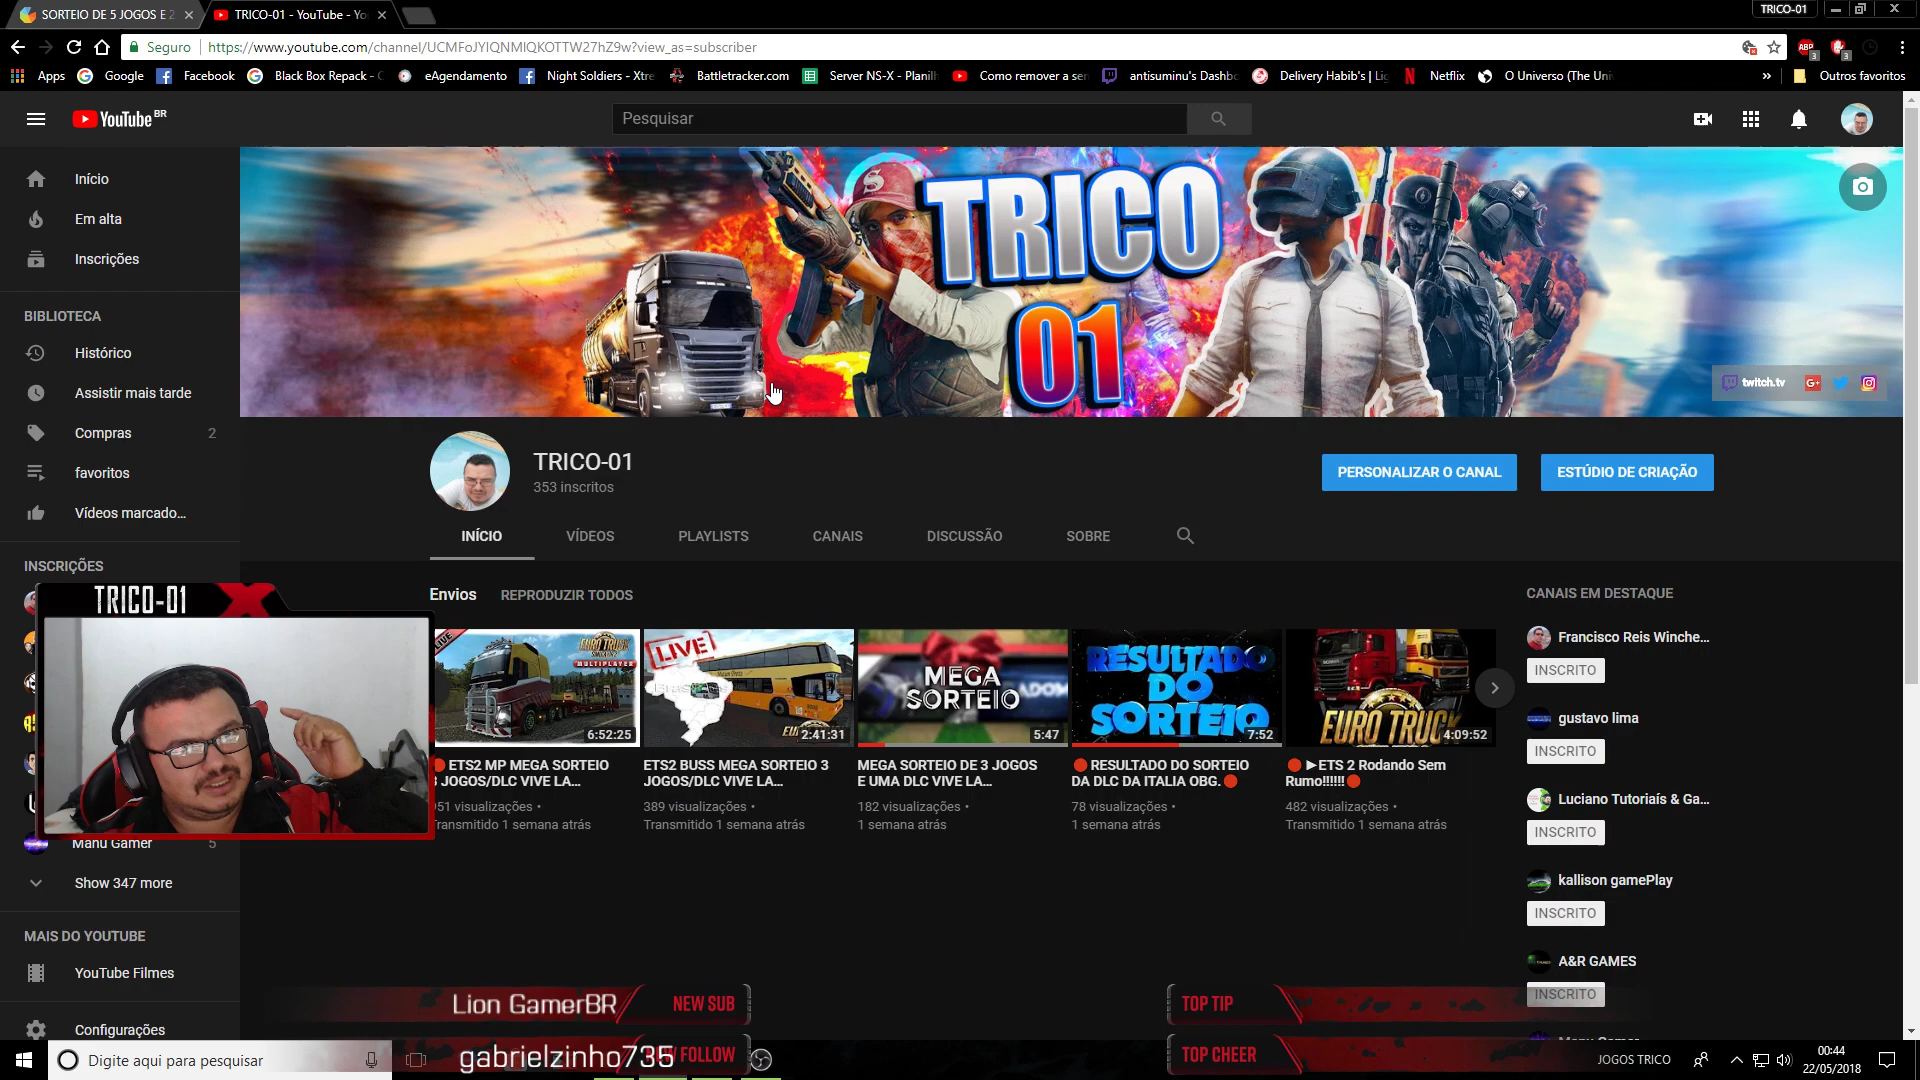 SORTEIO DE 5 JOGOS E 2
TRICO-01 - YouTube - Yo
TRICO-01
Seguro
https://www.youtube.com/channel/UCMFoJYIQNMIQKOTTW27hZ9w?view_as=subscriber
Apps
Google
Facebook
Black Box Repack - C
eAgendamento
Night Soldiers - Xtre
Battletracker.com
Server NS-X - Planilh
Como remover a sen
antisuminu's Dashbo
Delivery Habib's | Lig
Netflix
O Universo (The Univ
Outros favoritos
YouTube BR
Pesquisar
Início
Em alta
Inscrições
BIBLIOTECA
Histórico
Assistir mais tarde
Compras 2
favoritos
Vídeos marcado...
INSCRIÇÕES
Manu Gamer 5
Show 347 more
MAIS DO YOUTUBE
YouTube Filmes
Configurações
TRICO
01
twitch.tv
TRICO-01
353 inscritos
PERSONALIZAR O CANAL
ESTÚDIO DE CRIAÇÃO
INÍCIO
VÍDEOS
PLAYLISTS
CANAIS
DISCUSSÃO
SOBRE
Envios
REPRODUZIR TODOS
TRICO-01
LIVE
EURO TRUCK
MULTIPLAYER
6:52:25
ETS2 MP MEGA SORTEIO
JOGOS/DLC VIVE LA...
951 visualizações •
Transmitido 1 semana atrás
LIVE
2:41:31
ETS2 BUSS MEGA SORTEIO 3
JOGOS/DLC VIVE LA...
389 visualizações •
Transmitido 1 semana atrás
MEGA
SORTEIO
5:47
MEGA SORTEIO DE 3 JOGOS
E UMA DLC VIVE LA...
182 visualizações •
1 semana atrás
RESULTADO
DO
SORTEIO
7:52
🔴 RESULTADO DO SORTEIO
DA DLC DA ITALIA OBG.🔴
78 visualizações •
1 semana atrás
EURO TRUCK
4:09:52
🔴 ►ETS 2 Rodando Sem
Rumo!!!!!!🔴
482 visualizações •
Transmitido 1 semana atrás
CANAIS EM DESTAQUE
Francisco Reis Winche...
INSCRITO
gustavo lima
INSCRITO
Luciano Tutoriaís & Ga...
INSCRITO
kallison gamePlay
INSCRITO
A&R GAMES
INSCRITO
Lion GamerBR
NEW SUB
TOP TIP
gabrielzinho735
FOLLOW
TOP CHEER
Digite aqui para pesquisar
JOGOS TRICO
00:44
22/05/2018